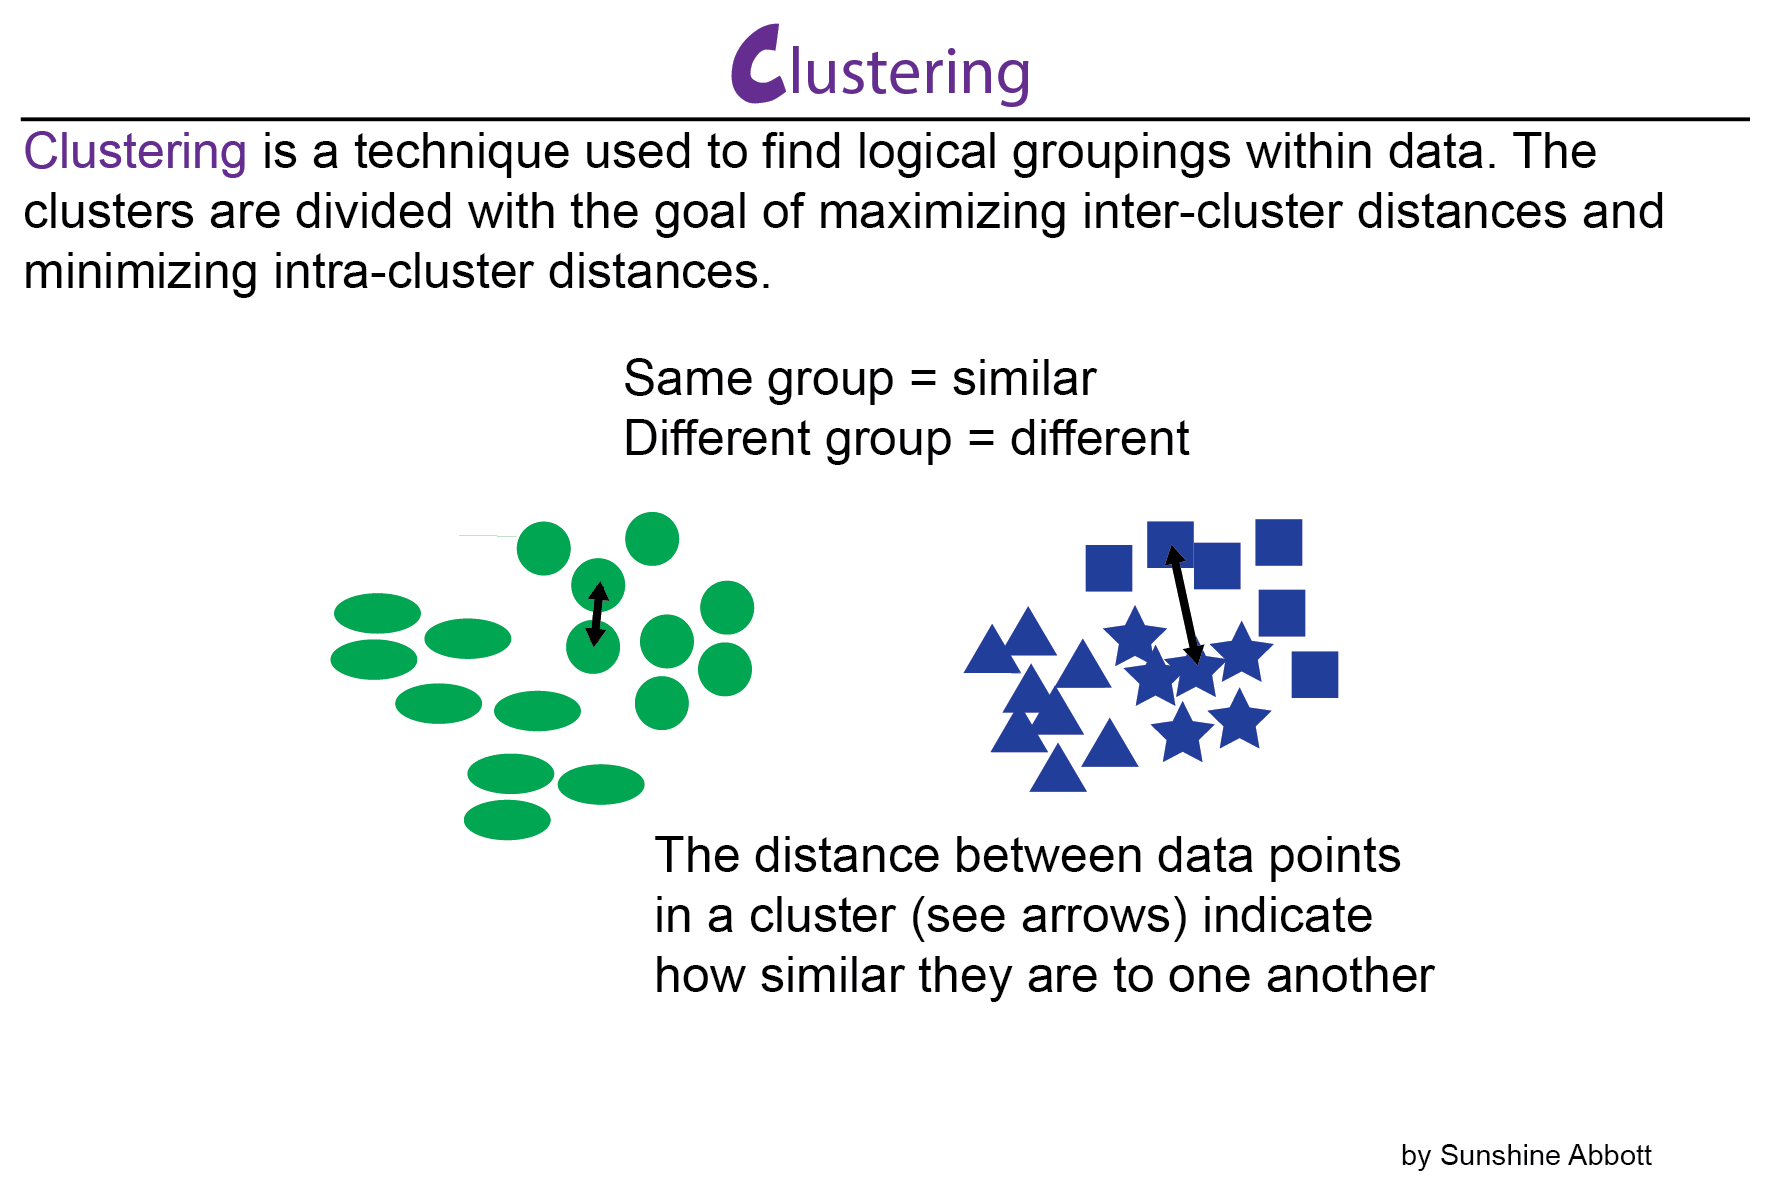 Clustering
Clustering is a technique used to find logical groupings within data. The
clusters are divided with the goal of maximizing inter-cluster distances and
minimizing intra-cluster distances.
Same group = similar
Different group = different
The distance between data points
in a cluster (see arrows) indicate
how similar they are to one another
by Sunshine Abbott